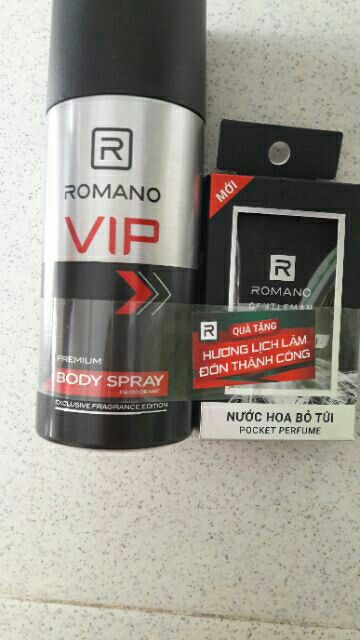 R
ROMANO
VIP
PREMIUM
BODY SPRAY
DEODORANT
EXCLUSIVE FRAGRANCE EDITION
MỚI
R
ROMANO
GENTLEMAN
R
QUÀ TẶNG
HƯƠNG LỊCH LÃM
ĐÓN THÀNH CÔNG
NƯỚC HOA BỎ TÚI
POCKET PERFUME